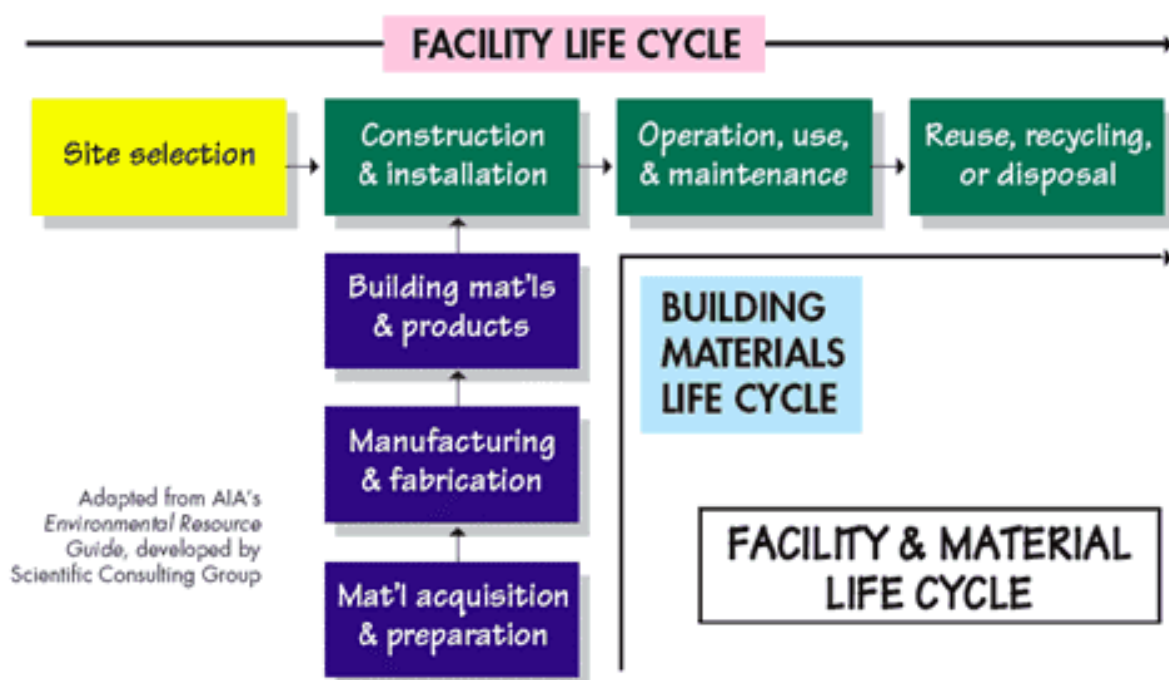 FACILITY LIFE CYCLE
Site selection
Construction
& installation
Operation, use,
& maintenance
Reuse, recycling,
or disposal
Building mat'ls
& products
BUILDING
MATERIALS
LIFE CYCLE
Manufacturing
& fabrication
Adapted from AIA's
Environmental Resource
Guide, developed by
Scientific Consulting Group
FACILITY & MATERIAL
LIFE CYCLE
Mat'l acquisition
& preparation